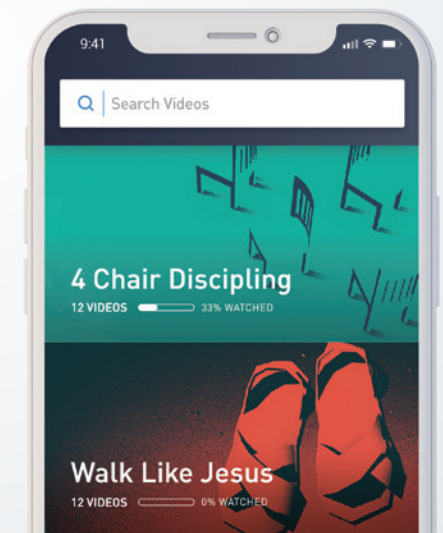 9:41
Search Videos
4 Chair Discipling
12 VIDEOS 33% WATCHED
Walk Like Jesus
12 VIDEOS 0% WATCHED